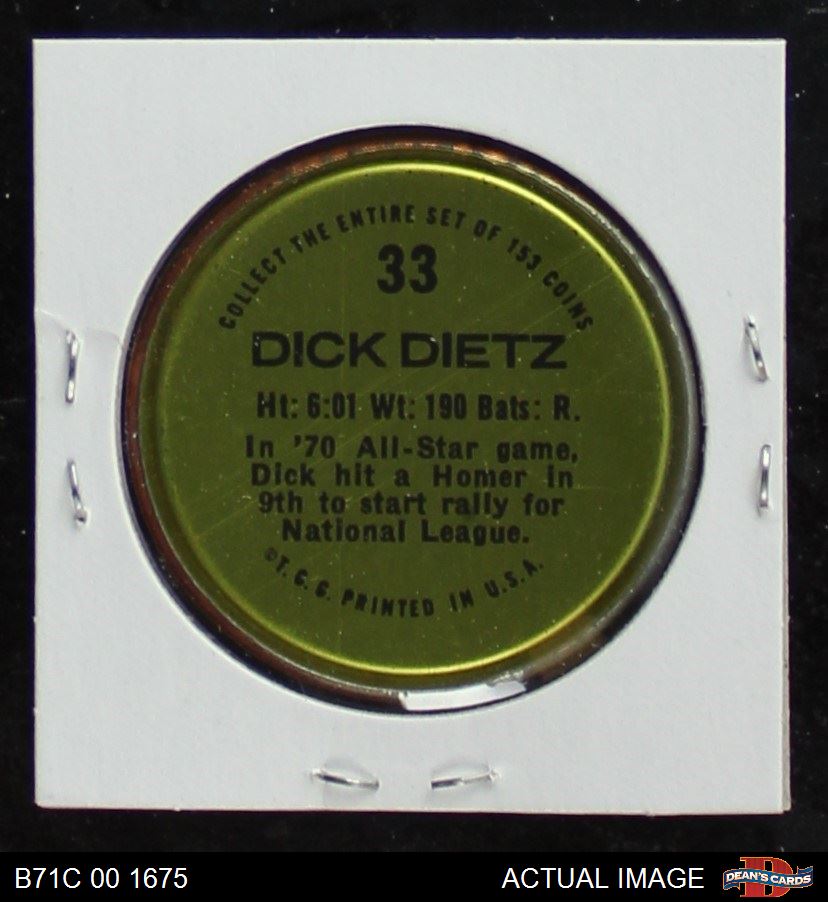 COLLECT THE ENTIRE SET OF 153 COINS
33
DICK DIETZ
Ht: 6:01 Wt: 190 Bats: R.
In '70 All-Star game,
Dick hit a Homer in
9th to start rally for
National League.
©T. C. G. PRINTED IN U.S.A.
B71C 00 1675
ACTUAL IMAGE
D
DEAN'S CARDS